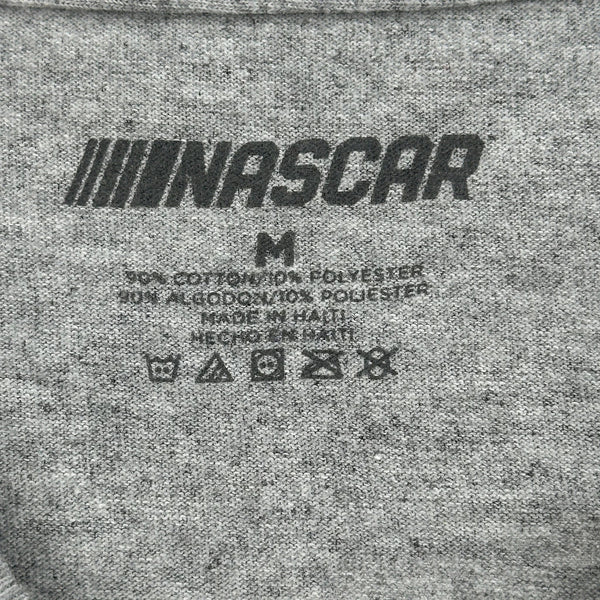 NASCAR
M
90% COTTON/10% POLYESTER
90% ALGODON/10% POLIESTER
MADE IN HAITI
HECHO EN HAITI